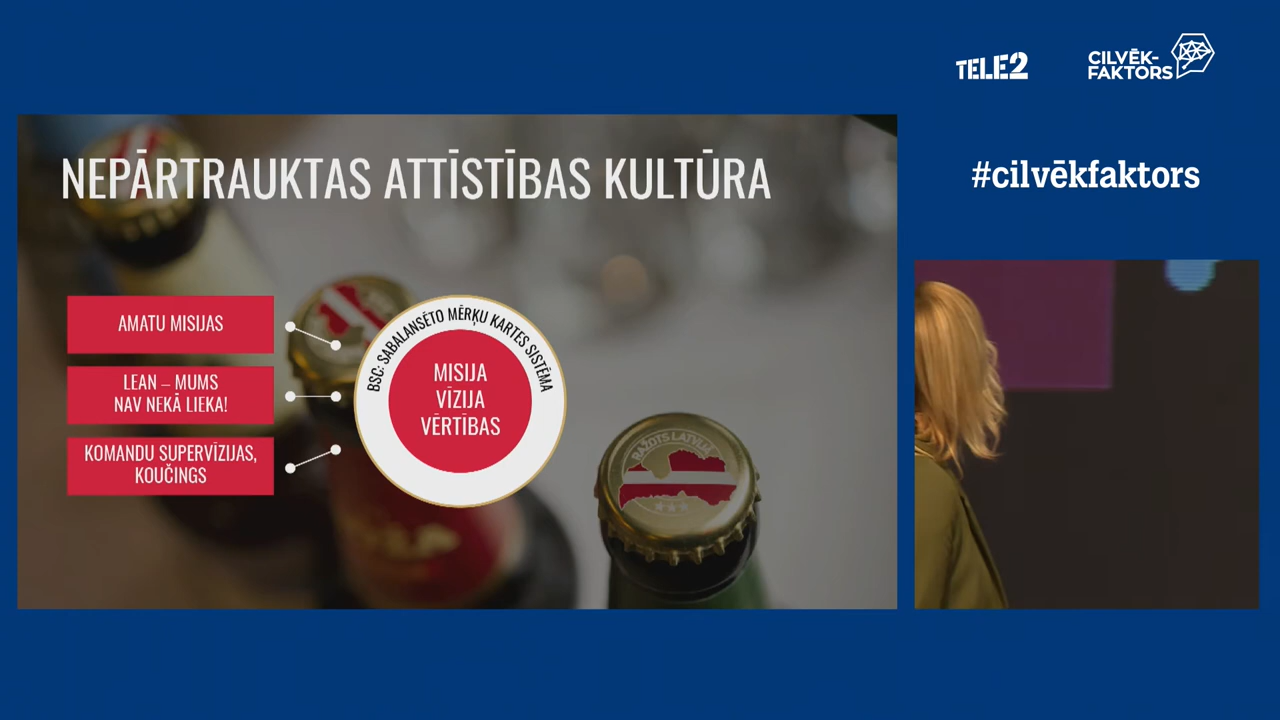 TELE2
CILVĒK-
FAKTORS
#cilvēkfaktors
NEPĀRTRAUKTAS ATTĪSTĪBAS KULTŪRA
AMATU MISIJAS
LEAN – MUMS
NAV NEKĀ LIEKA!
KOMANDU SUPERVĪZIJAS,
KOUČINGS
BSC: SABALANSĒTO MĒRĶU KARTES SISTĒMA
MISIJA
VĪZIJA
VĒRTĪBAS
RAŽOTS LATVIJĀ